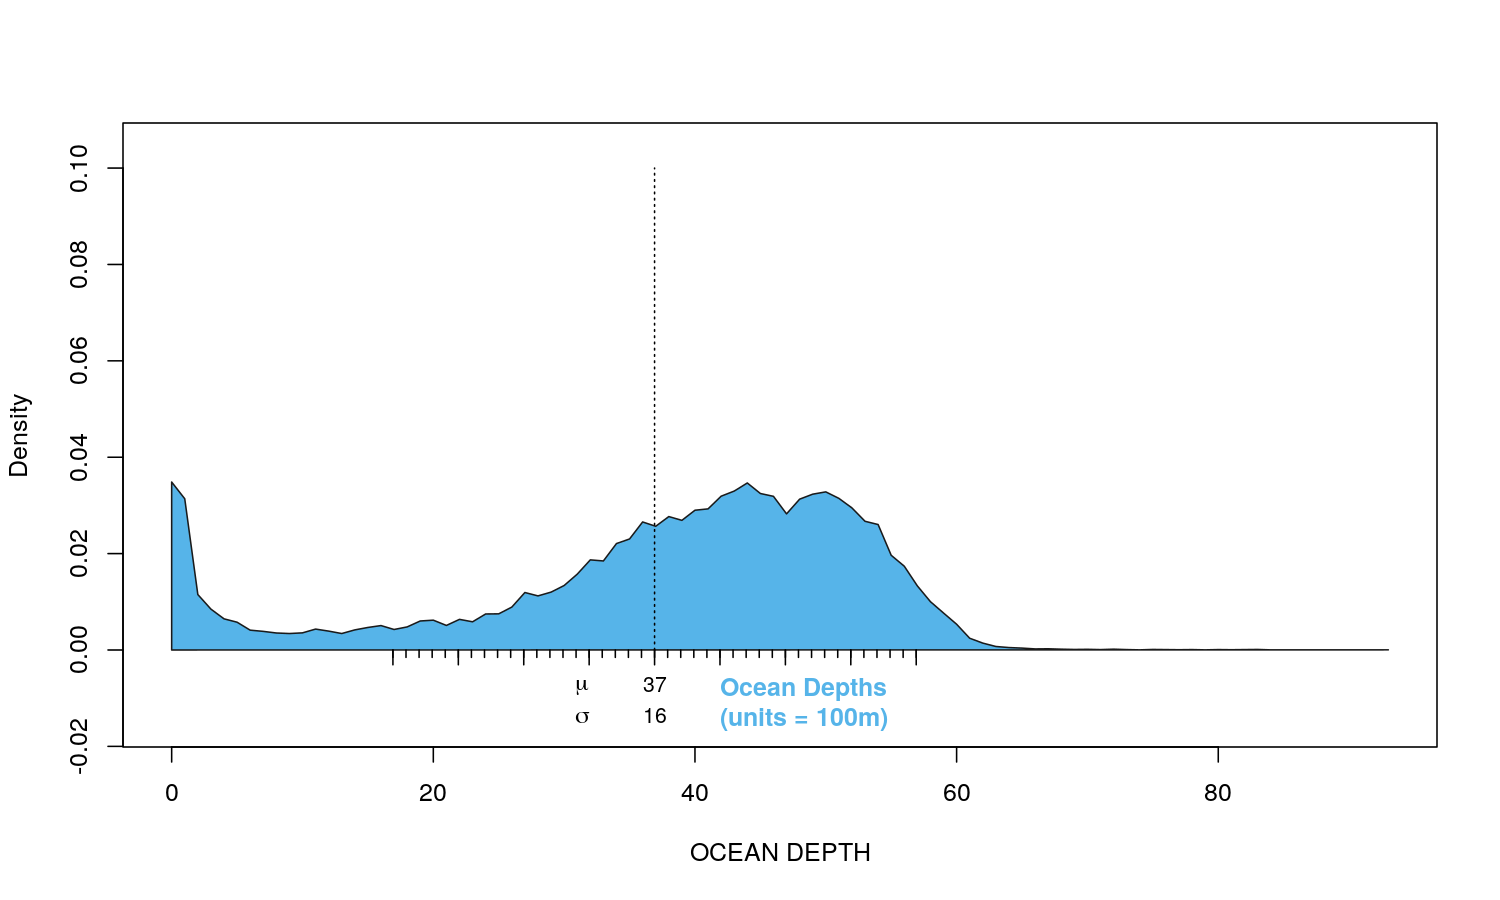 0.10
0.08
0.06
0.04
0.02
0.00
-0.02
Density
μ 37
σ 16
Ocean Depths
(units = 100m)
0 20 40 60 80
OCEAN DEPTH